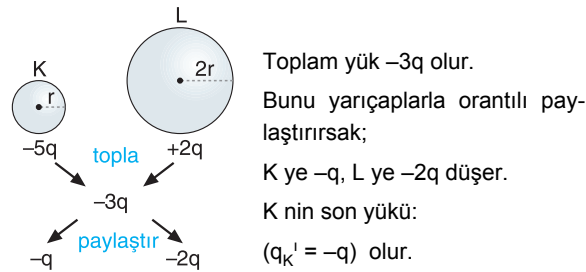 K
L
r
2r
–5q
+2q
topla
–3q
paylaştır
–q
–2q
Toplam yük –3q olur.
Bunu yarıçaplarla orantılı pay-
laştırırsak;
K ye –q, L ye –2q düşer.
K nin son yükü:
(qKᴵ = –q) olur.